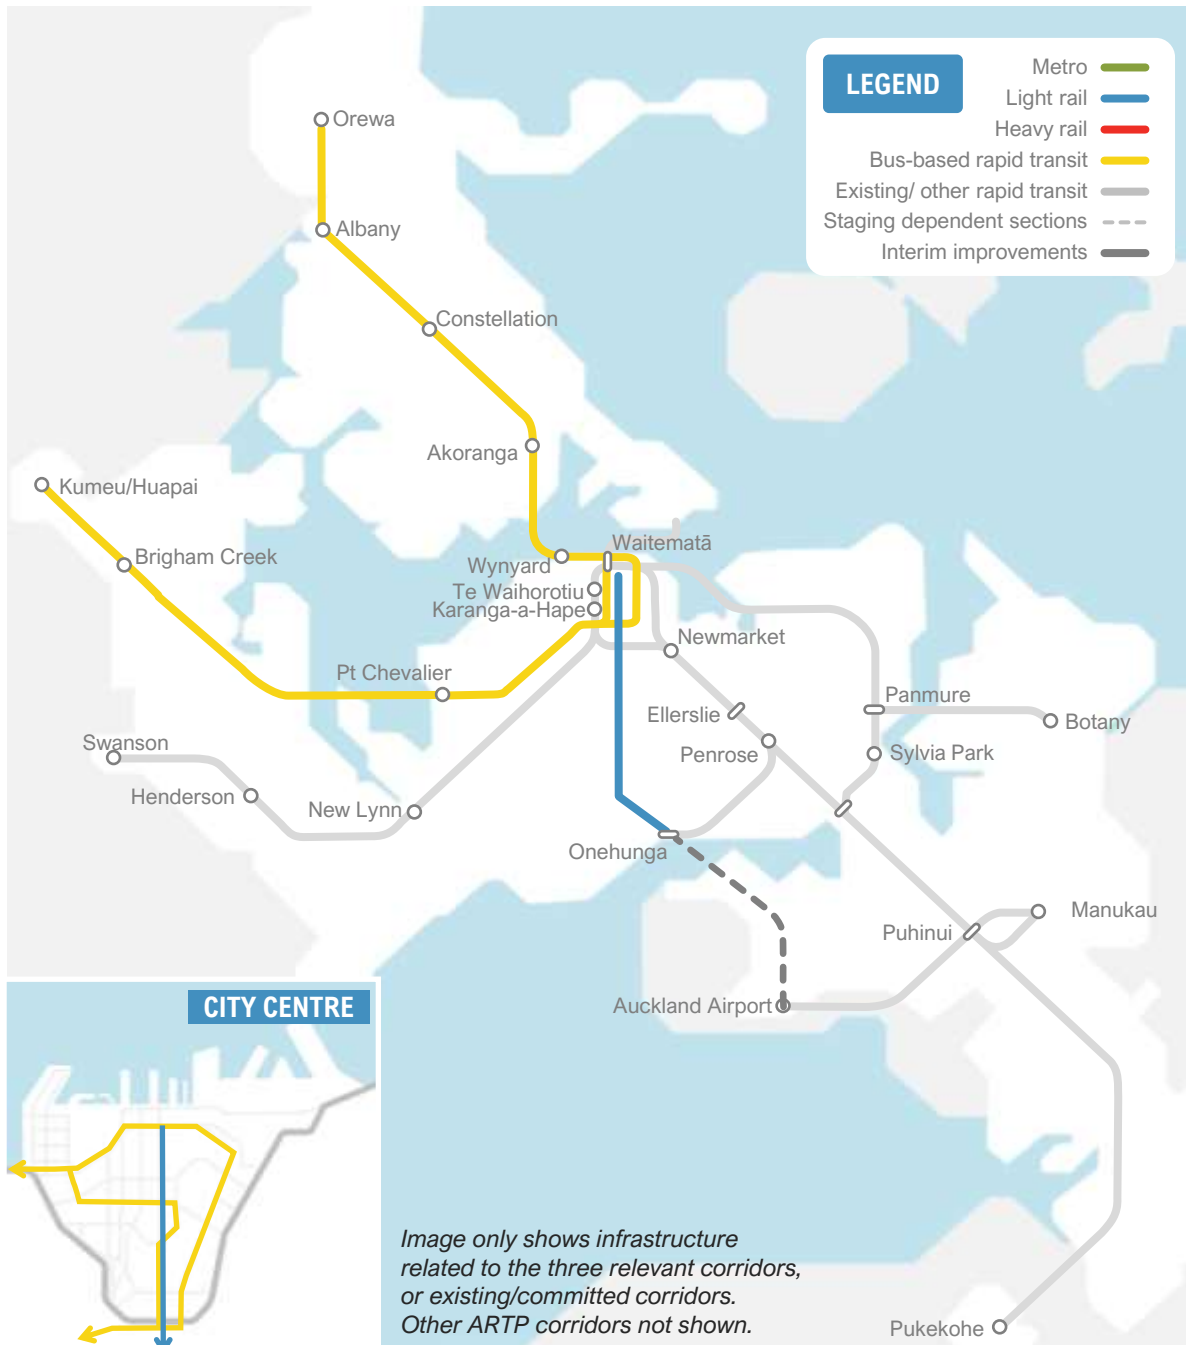 LEGEND
Metro
Light rail
Heavy rail
Bus-based rapid transit
Existing/ other rapid transit
Staging dependent sections
Interim improvements
Orewa
Albany
Constellation
Akoranga
Kumeu/Huapai
Brigham Creek
Waitematā
Wynyard
Te Waihorotiu
Karanga-a-Hape
Newmarket
Pt Chevalier
Ellerslie
Panmure
Botany
Swanson
Penrose
Sylvia Park
Henderson
New Lynn
Onehunga
Manukau
Puhinui
Auckland Airport
CITY CENTRE
Image only shows infrastructure
related to the three relevant corridors,
or existing/committed corridors.
Other ARTP corridors not shown.
Pukekohe